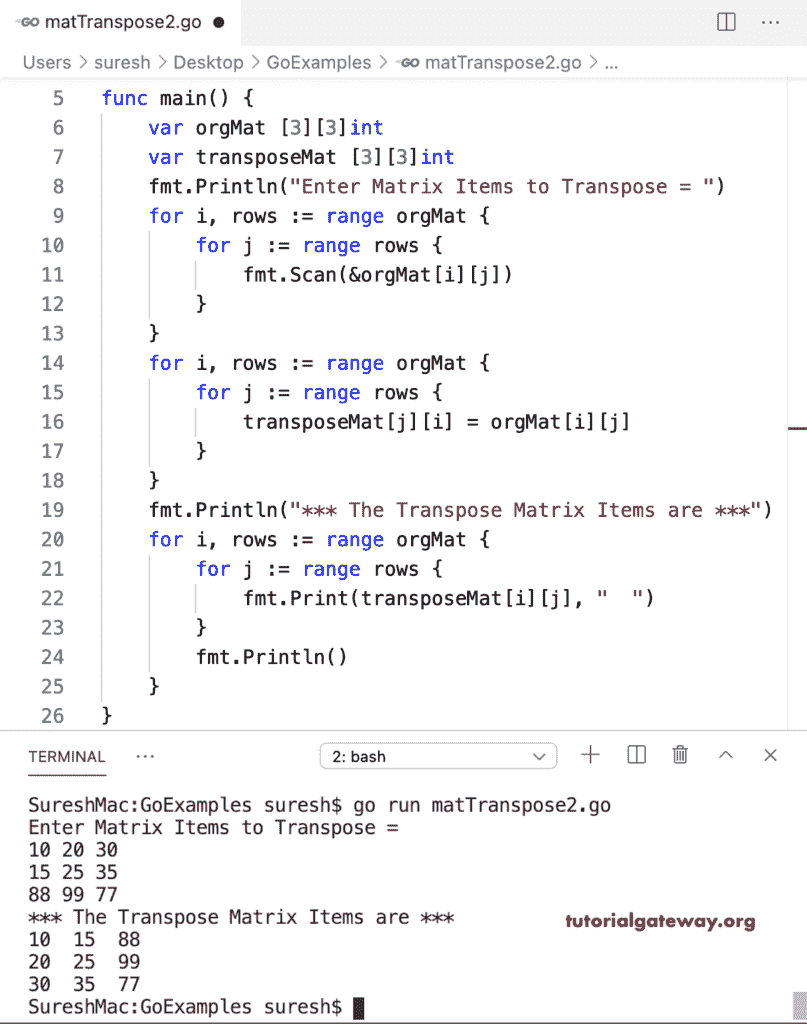 GO matTranspose2.go ●
Users > suresh > Desktop > GoExamples > GO matTranspose2.go > ...
5 func main() {
6     var orgMat [3][3]int
7     var transposeMat [3][3]int
8     fmt.Println("Enter Matrix Items to Transpose = ")
9     for i, rows := range orgMat {
10         for j := range rows {
11             fmt.Scan(&orgMat[i][j])
12         }
13     }
14     for i, rows := range orgMat {
15         for j := range rows {
16             transposeMat[j][i] = orgMat[i][j]
17         }
18     }
19     fmt.Println("*** The Transpose Matrix Items are ***")
20     for i, rows := range orgMat {
21         for j := range rows {
22             fmt.Print(transposeMat[i][j], "  ")
23         }
24         fmt.Println()
25     }
26 }
TERMINAL ... 2: bash
SureshMac:GoExamples suresh$ go run matTranspose2.go
Enter Matrix Items to Transpose =
10 20 30
15 25 35
88 99 77
*** The Transpose Matrix Items are ***
tutorialgateway.org
10  15  88
20  25  99
30  35  77
SureshMac:GoExamples suresh$